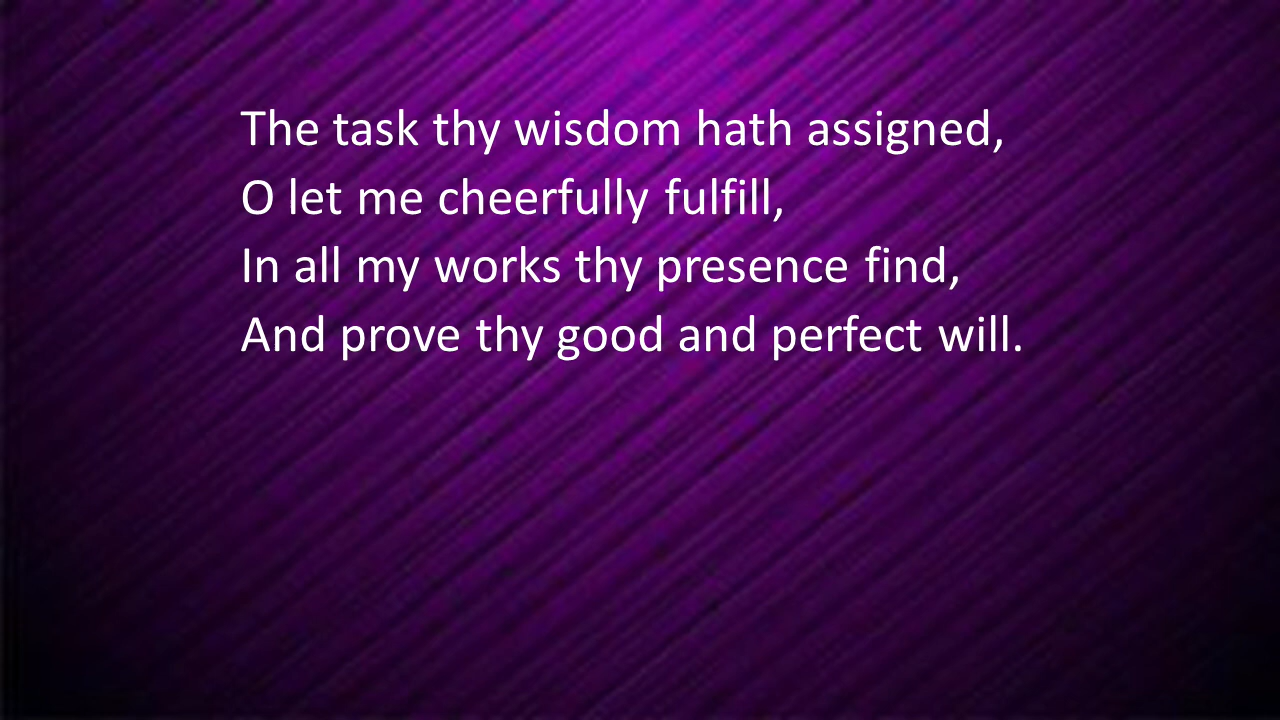 The task thy wisdom hath assigned,
O let me cheerfully fulfill,
In all my works thy presence find,
And prove thy good and perfect will.